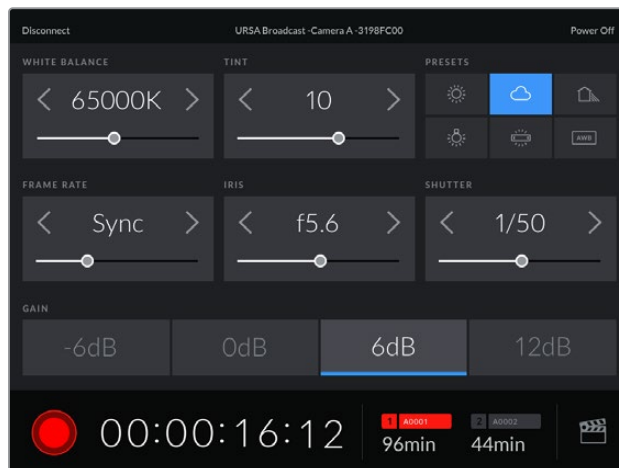 Disconnect URSA Broadcast -Camera A -3198FC00 Power Off
WHITE BALANCE TINT PRESETS
65000K 10
AWB
FRAME RATE IRIS SHUTTER
Sync f5.6 1/50
GAIN
-6dB 0dB 6dB 12dB
00:00:16:12 1 A0001 2 A0002
96min 44min